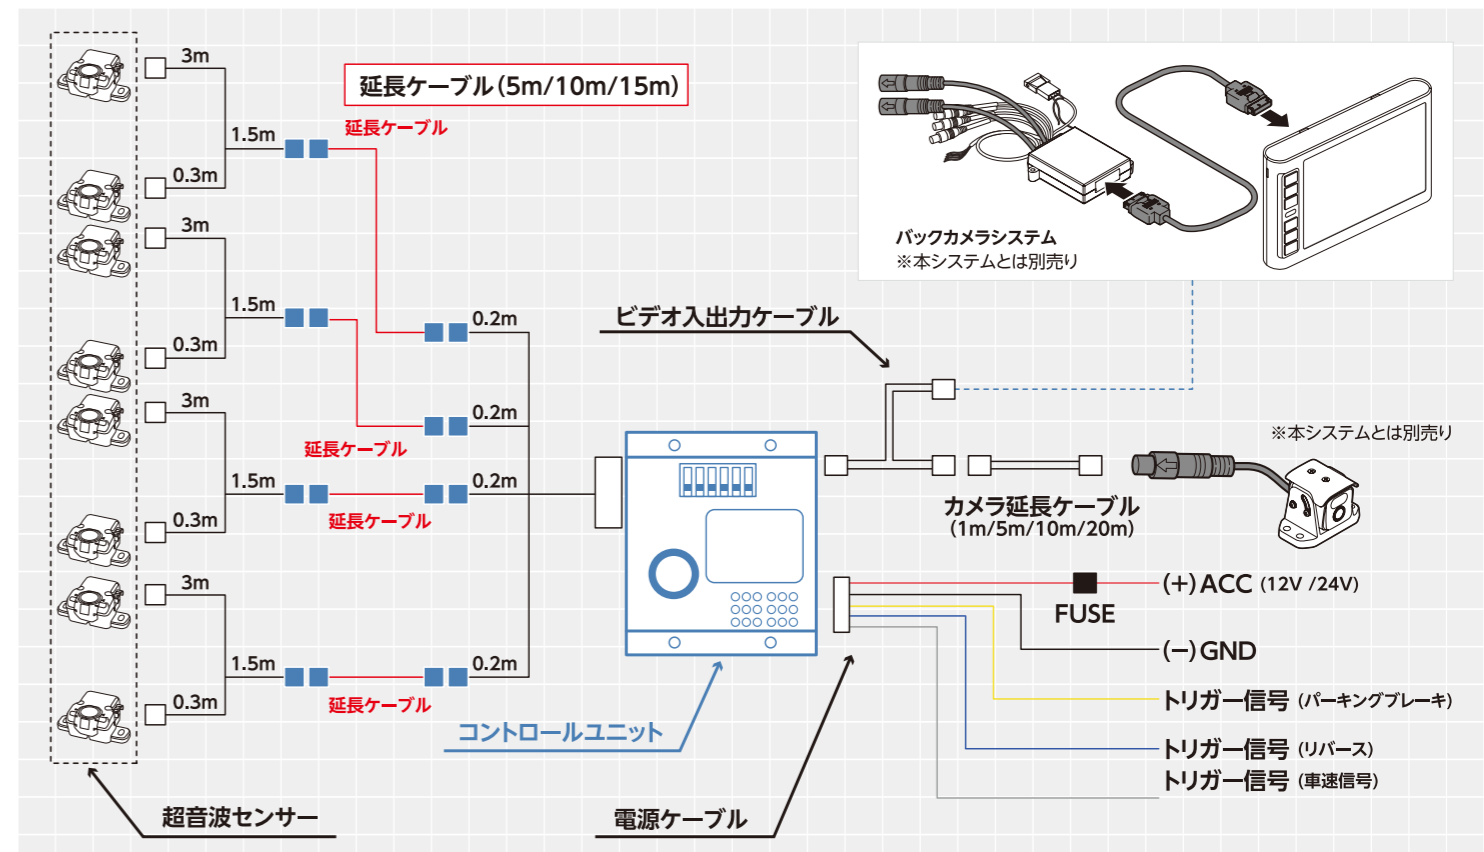 3m
延長ケーブル(5m/10m/15m)
延長ケーブル
1.5m
0.3m
3m
1.5m
0.2m
0.3m
3m
0.2m
延長ケーブル
1.5m
0.2m
延長ケーブル
0.3m
3m
1.5m
0.2m
延長ケーブル
0.3m
超音波センサー
コントロールユニット
電源ケーブル
ビデオ入出力ケーブル
バックカメラシステム
※本システムとは別売り
※本システムとは別売り
カメラ延長ケーブル
(1m/5m/10m/20m)
(+)ACC (12V /24V)
FUSE
(−)GND
トリガー信号 (パーキングブレーキ)
トリガー信号 (リバース)
トリガー信号 (車速信号)